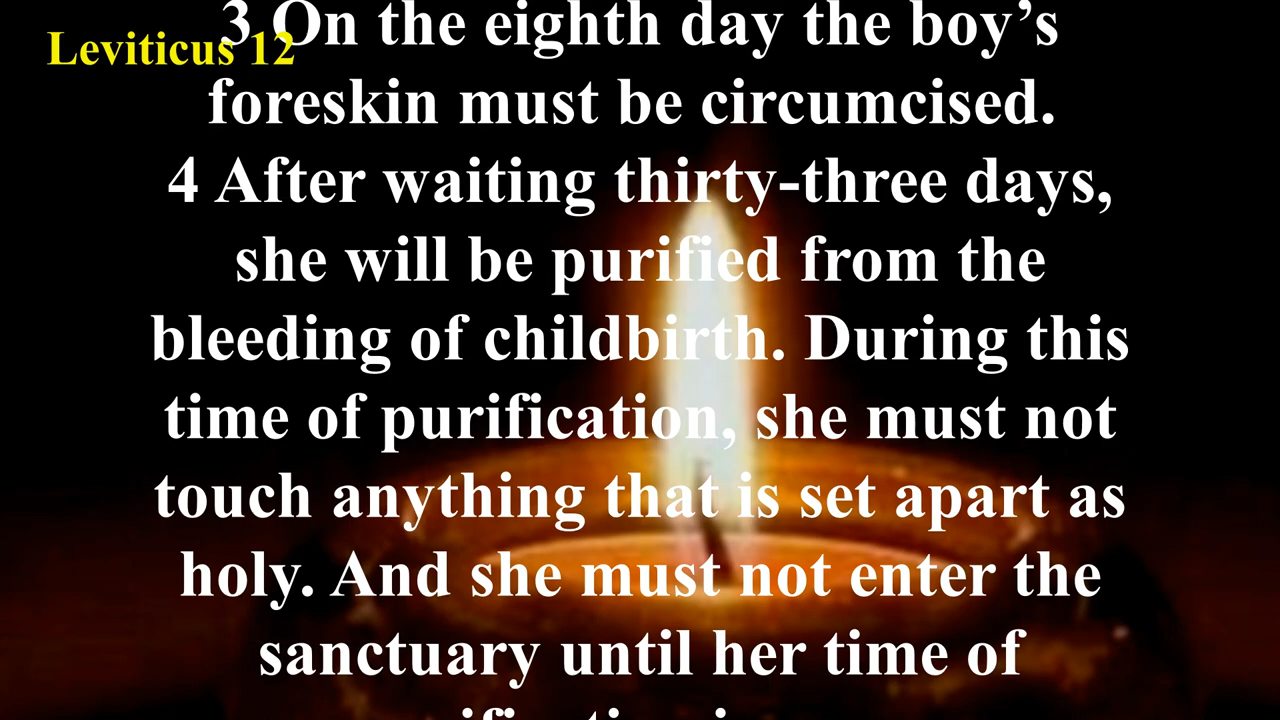 Leviticus 12
3 On the eighth day the boy’s
foreskin must be circumcised.
4 After waiting thirty-three days,
she will be purified from the
bleeding of childbirth. During this
time of purification, she must not
touch anything that is set apart as
holy. And she must not enter the
sanctuary until her time of